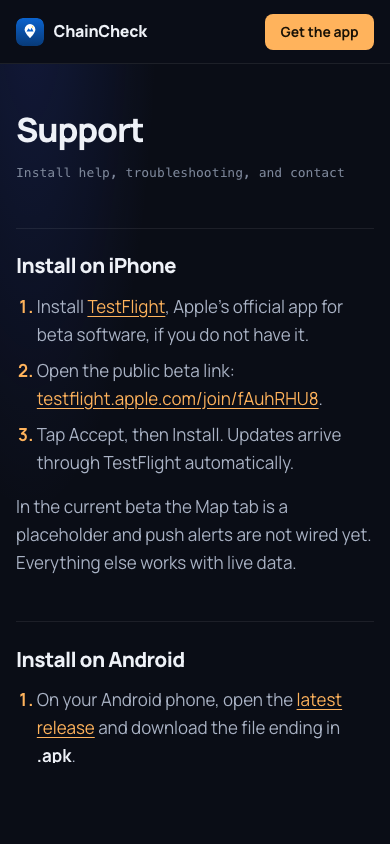 ChainCheck
Get the app
Support
Install help, troubleshooting, and contact
Install on iPhone
1. Install TestFlight, Apple's official app for
beta software, if you do not have it.
2. Open the public beta link:
testflight.apple.com/join/fAuhRHU8.
3. Tap Accept, then Install. Updates arrive
through TestFlight automatically.
In the current beta the Map tab is a
placeholder and push alerts are not wired yet.
Everything else works with live data.
Install on Android
1. On your Android phone, open the latest
release and download the file ending in
.apk.